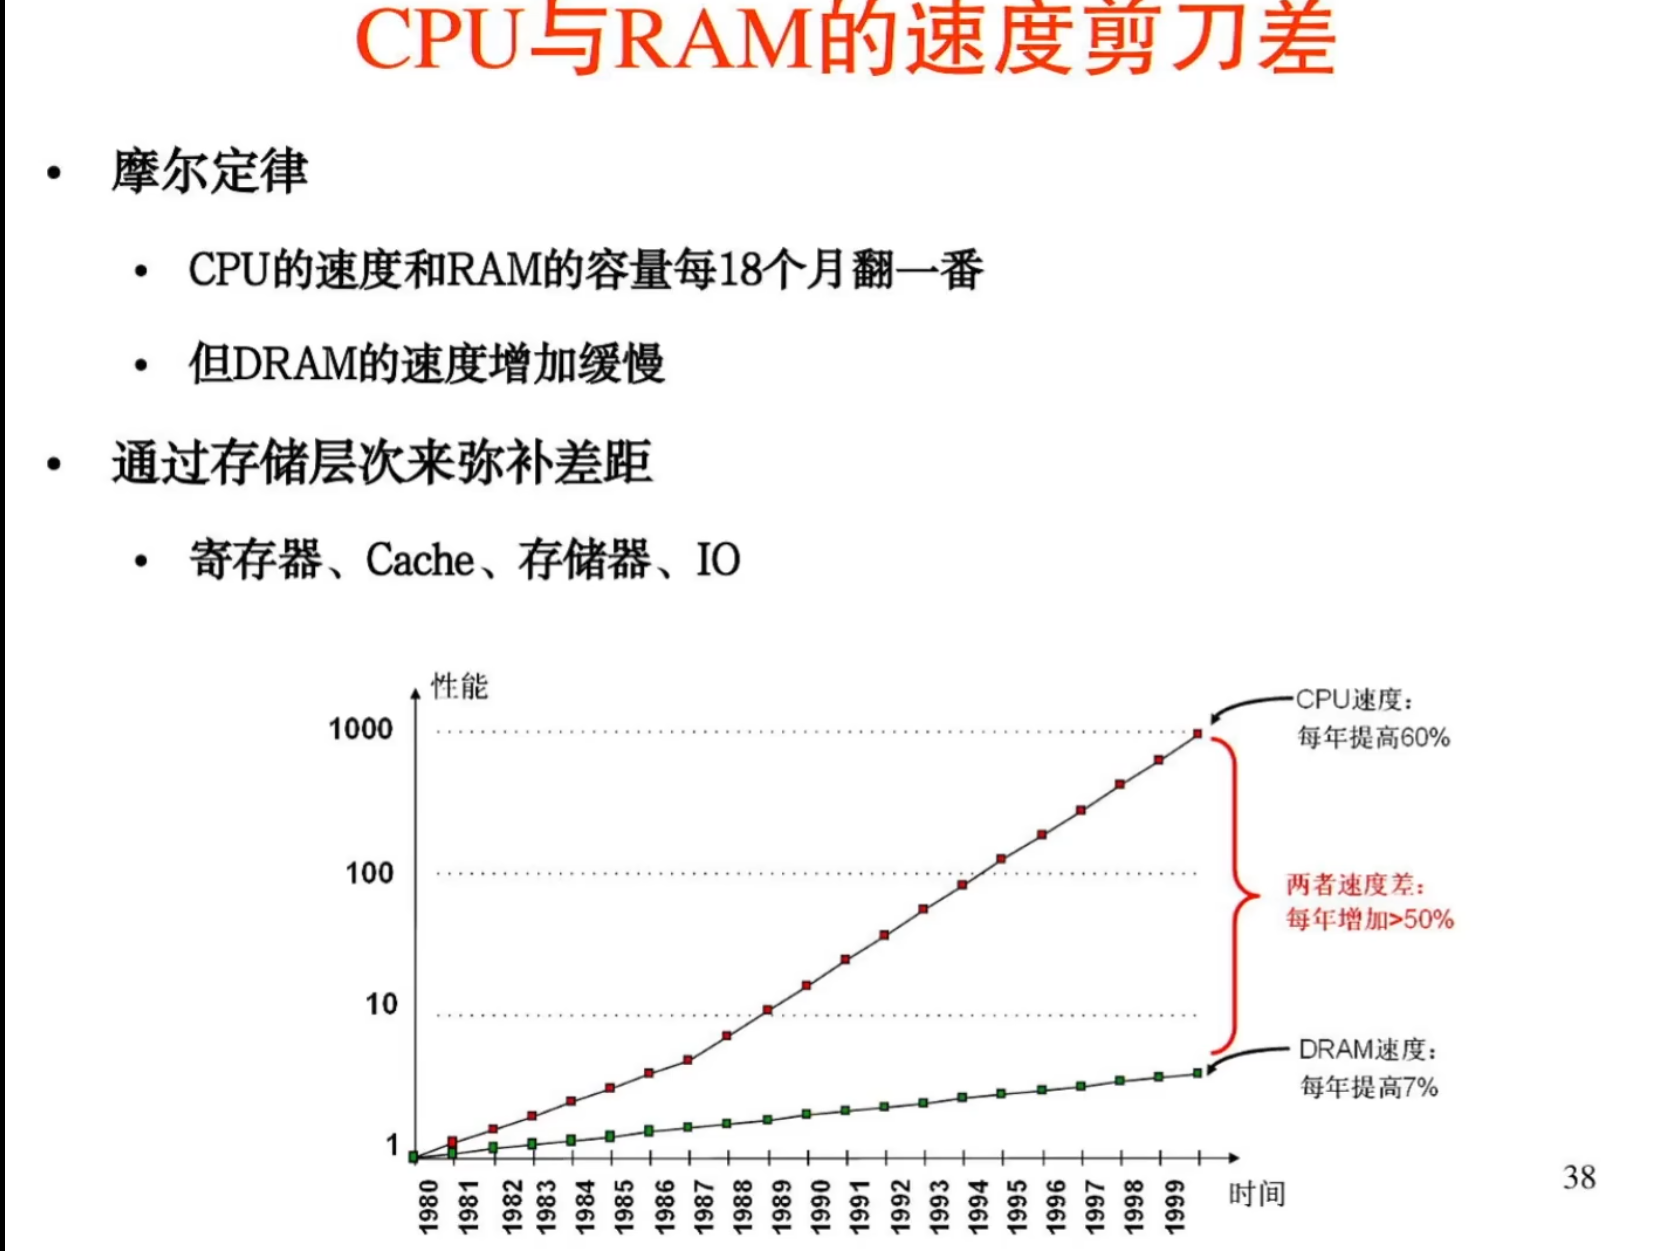 CPU与RAM的速度剪刀差
• 摩尔定律
• CPU的速度和RAM的容量每18个月翻一番
• 但DRAM的速度增加缓慢
• 通过存储层次来弥补差距
• 寄存器、Cache、存储器、IO
性能
1000
100
10
1
CPU速度：
每年提高60%
两者速度差：
每年增加>50%
DRAM速度：
每年提高7%
1980
1981
1982
1983
1984
1985
1986
1987
1988
1989
1990
1991
1992
1993
1994
1995
1996
1997
1998
1999
时间
38